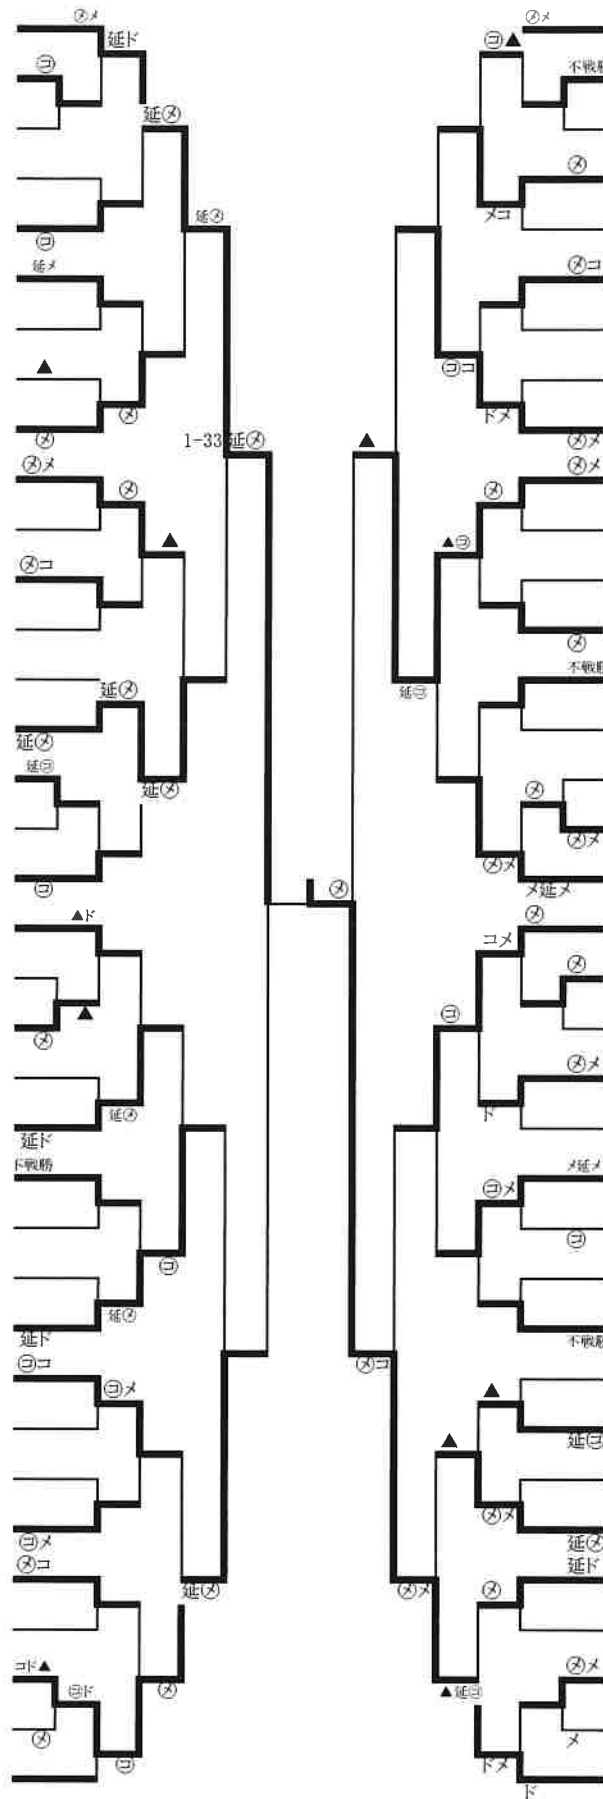 ㋱メ
延ド
㋙
延㋱
延㋱
㋙
延メ
▲
㋱
㋱
1-33 延㋱
㋱メ
㋱
▲
㋱コ
延㋱
延㋱
延㋙
延㋱
㋙
▲ド
▲
㋱
延㋱
延ド
不戦勝
㋙
延㋱
延ド
㋙コ
㋙メ
㋙メ
㋱コ
延㋱
コド▲
㋙ド
㋱
㋱
㋙
㋱メ
㋙▲
不戦勝
㋱
メコ
㋱コ
㋙コ
ドメ
㋱メ
▲
㋱メ
㋱
▲㋙
㋱
不戦勝
延㋙
㋱
㋱メ
㋱メ
メ延メ
㋱
㋱
コメ
㋱
㋙
㋱メ
ド
メ延メ
㋙メ
㋙
不戦勝
㋱コ
▲
延㋙
▲
㋱メ
延㋱
延ド
㋱メ
㋱
㋱メ
▲延㋙
メ
ドメ
ド